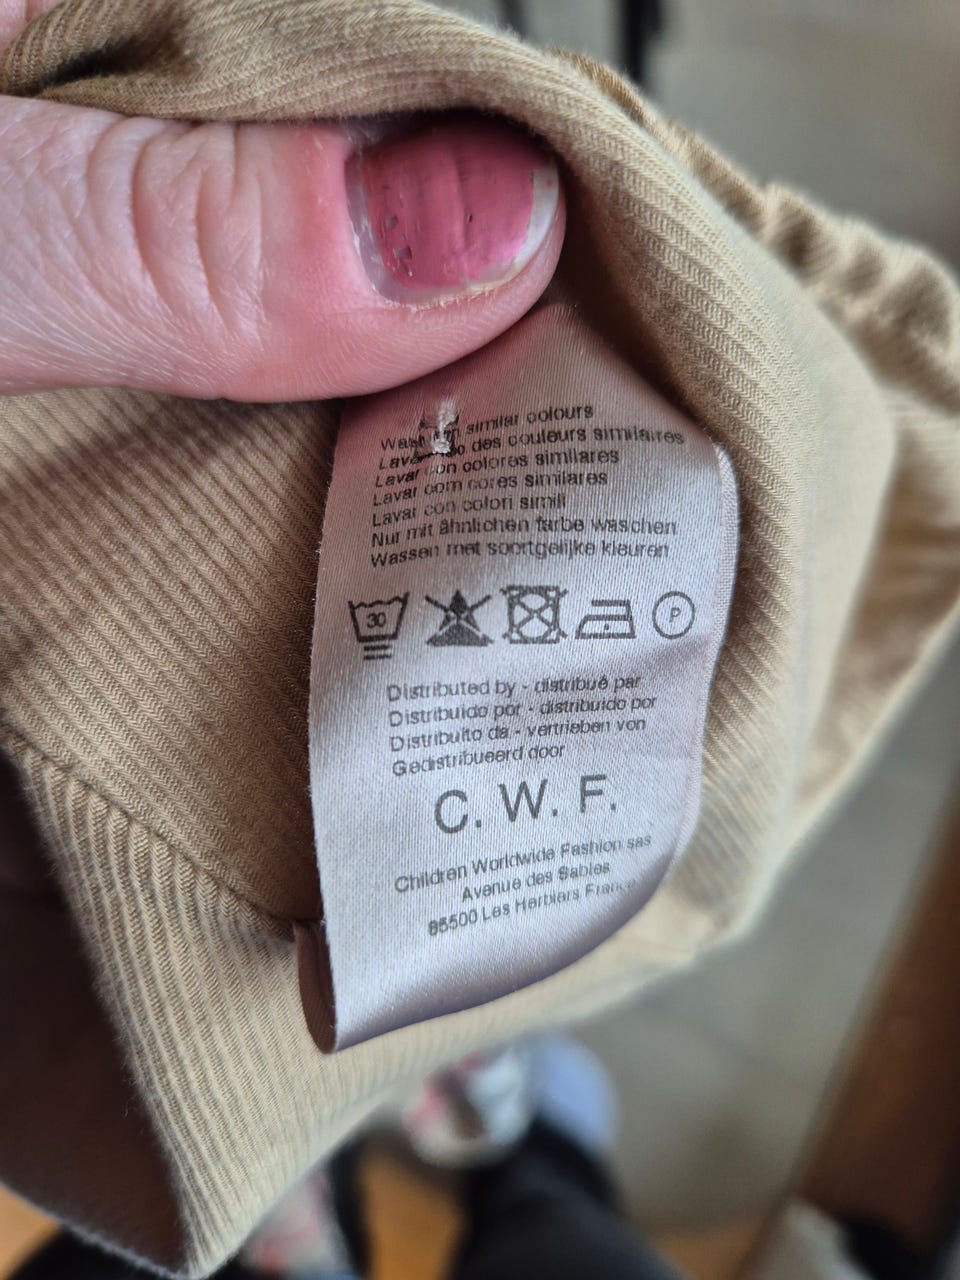 similar colours
des couleurs similaires
Lavar con colores similares
Lavar com cores similares
Lavar con colori simili
Nur mit ähnlichen farbe waschen
Wassen met soortgelijke kleuren
30 P
Distributed by - distribué par
Distribuido por - distribuido por
Distribuito da - vertrieben von
Gedistribueerd door
C. W. F.
Children Worldwide Fashion sas
Avenue des Sables
85500 Les Herbiers France